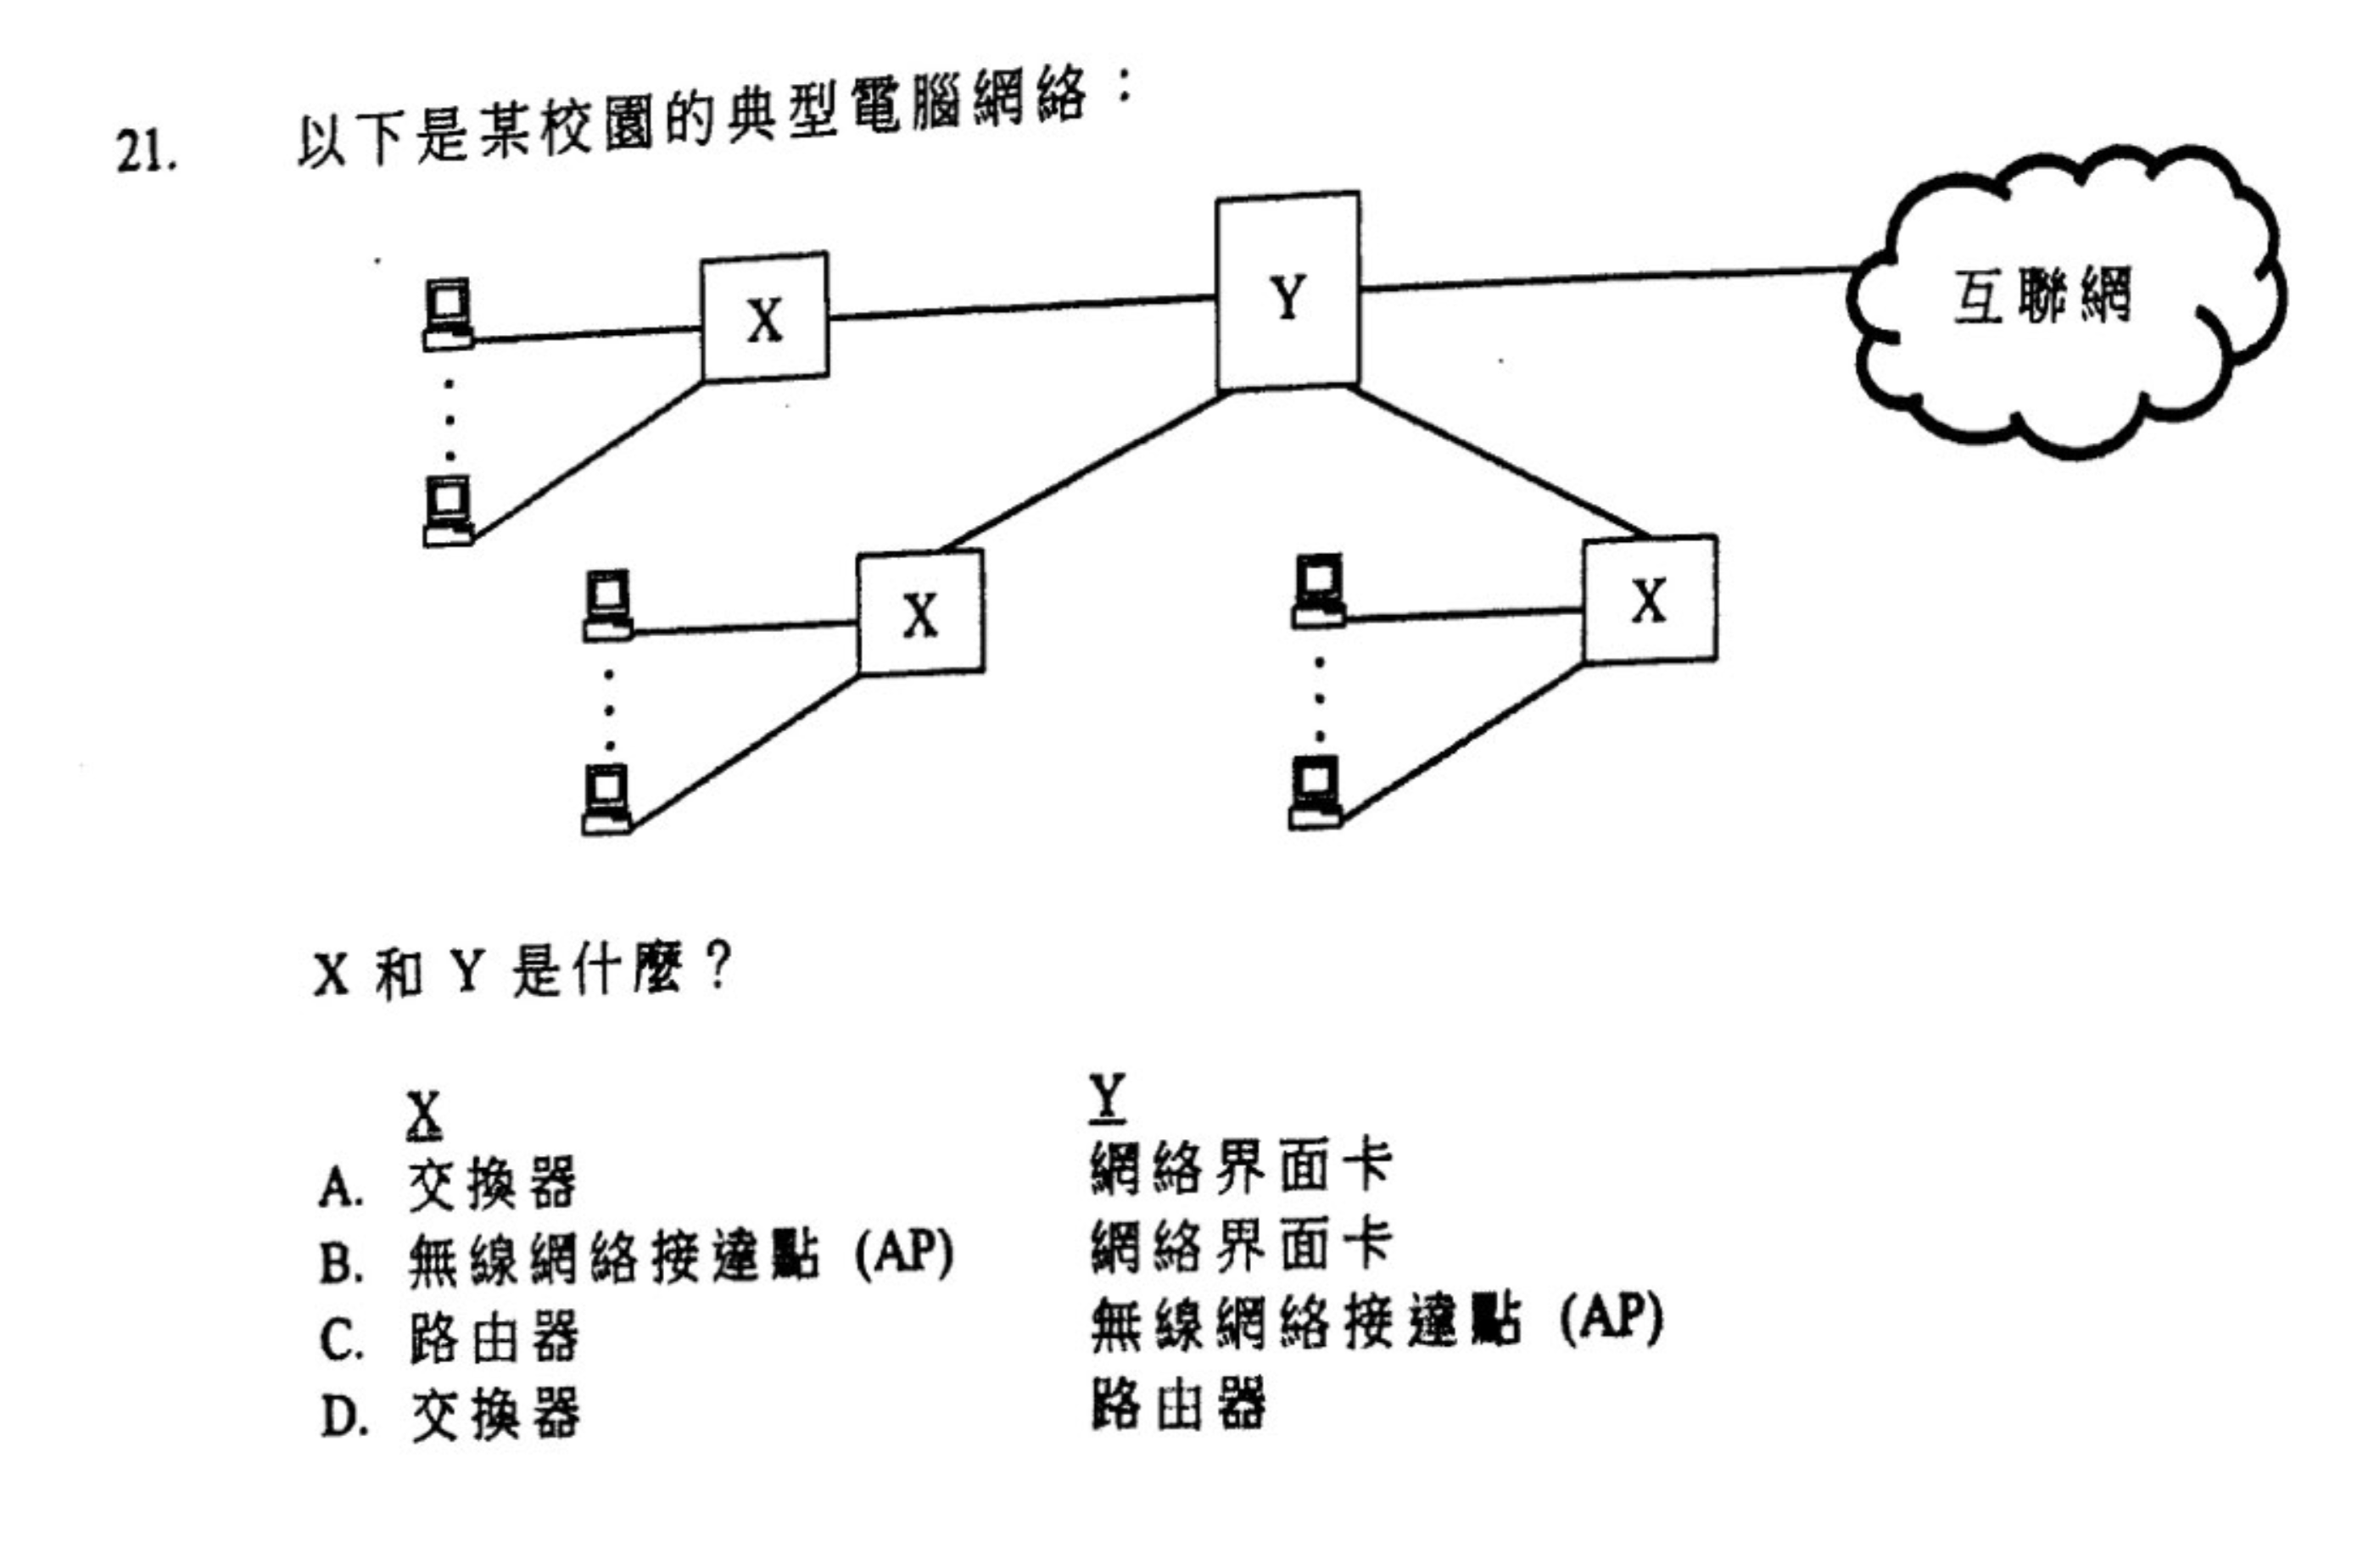 21. 以下是某校園的典型電腦網絡：
X
Y
互聯網
X
X
X 和 Y 是什麼？
X Y
A. 交換器 網絡界面卡
B. 無線網絡接達點 (AP) 網絡界面卡
C. 路由器 無線網絡接達點 (AP)
D. 交換器 路由器